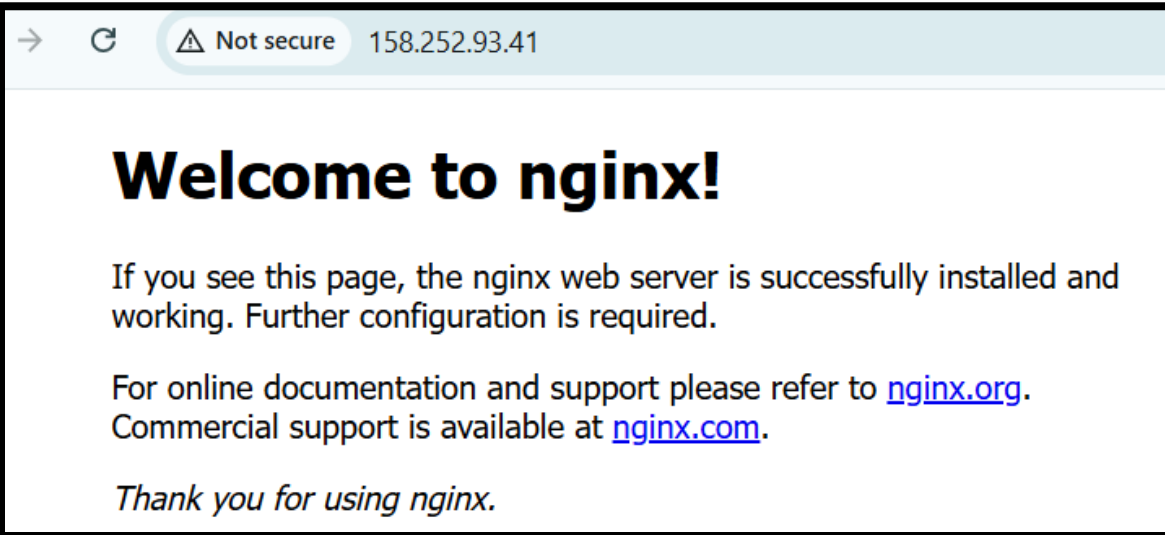 Not secure 158.252.93.41
Welcome to nginx!
If you see this page, the nginx web server is successfully installed and
working. Further configuration is required.
For online documentation and support please refer to nginx.org.
Commercial support is available at nginx.com.
Thank you for using nginx.